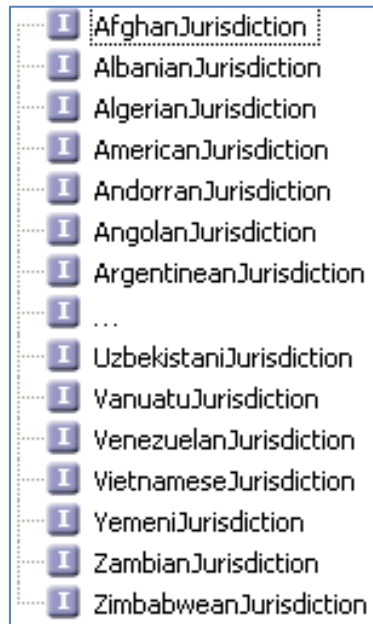 I AfghanJurisdiction
I AlbanianJurisdiction
I AlgerianJurisdiction
I AmericanJurisdiction
I AndorranJurisdiction
I AngolanJurisdiction
I ArgentineanJurisdiction
I ...
I UzbekistaniJurisdiction
I VanuatuJurisdiction
I VenezuelanJurisdiction
I VietnameseJurisdiction
I YemeniJurisdiction
I ZambianJurisdiction
I ZimbabweanJurisdiction